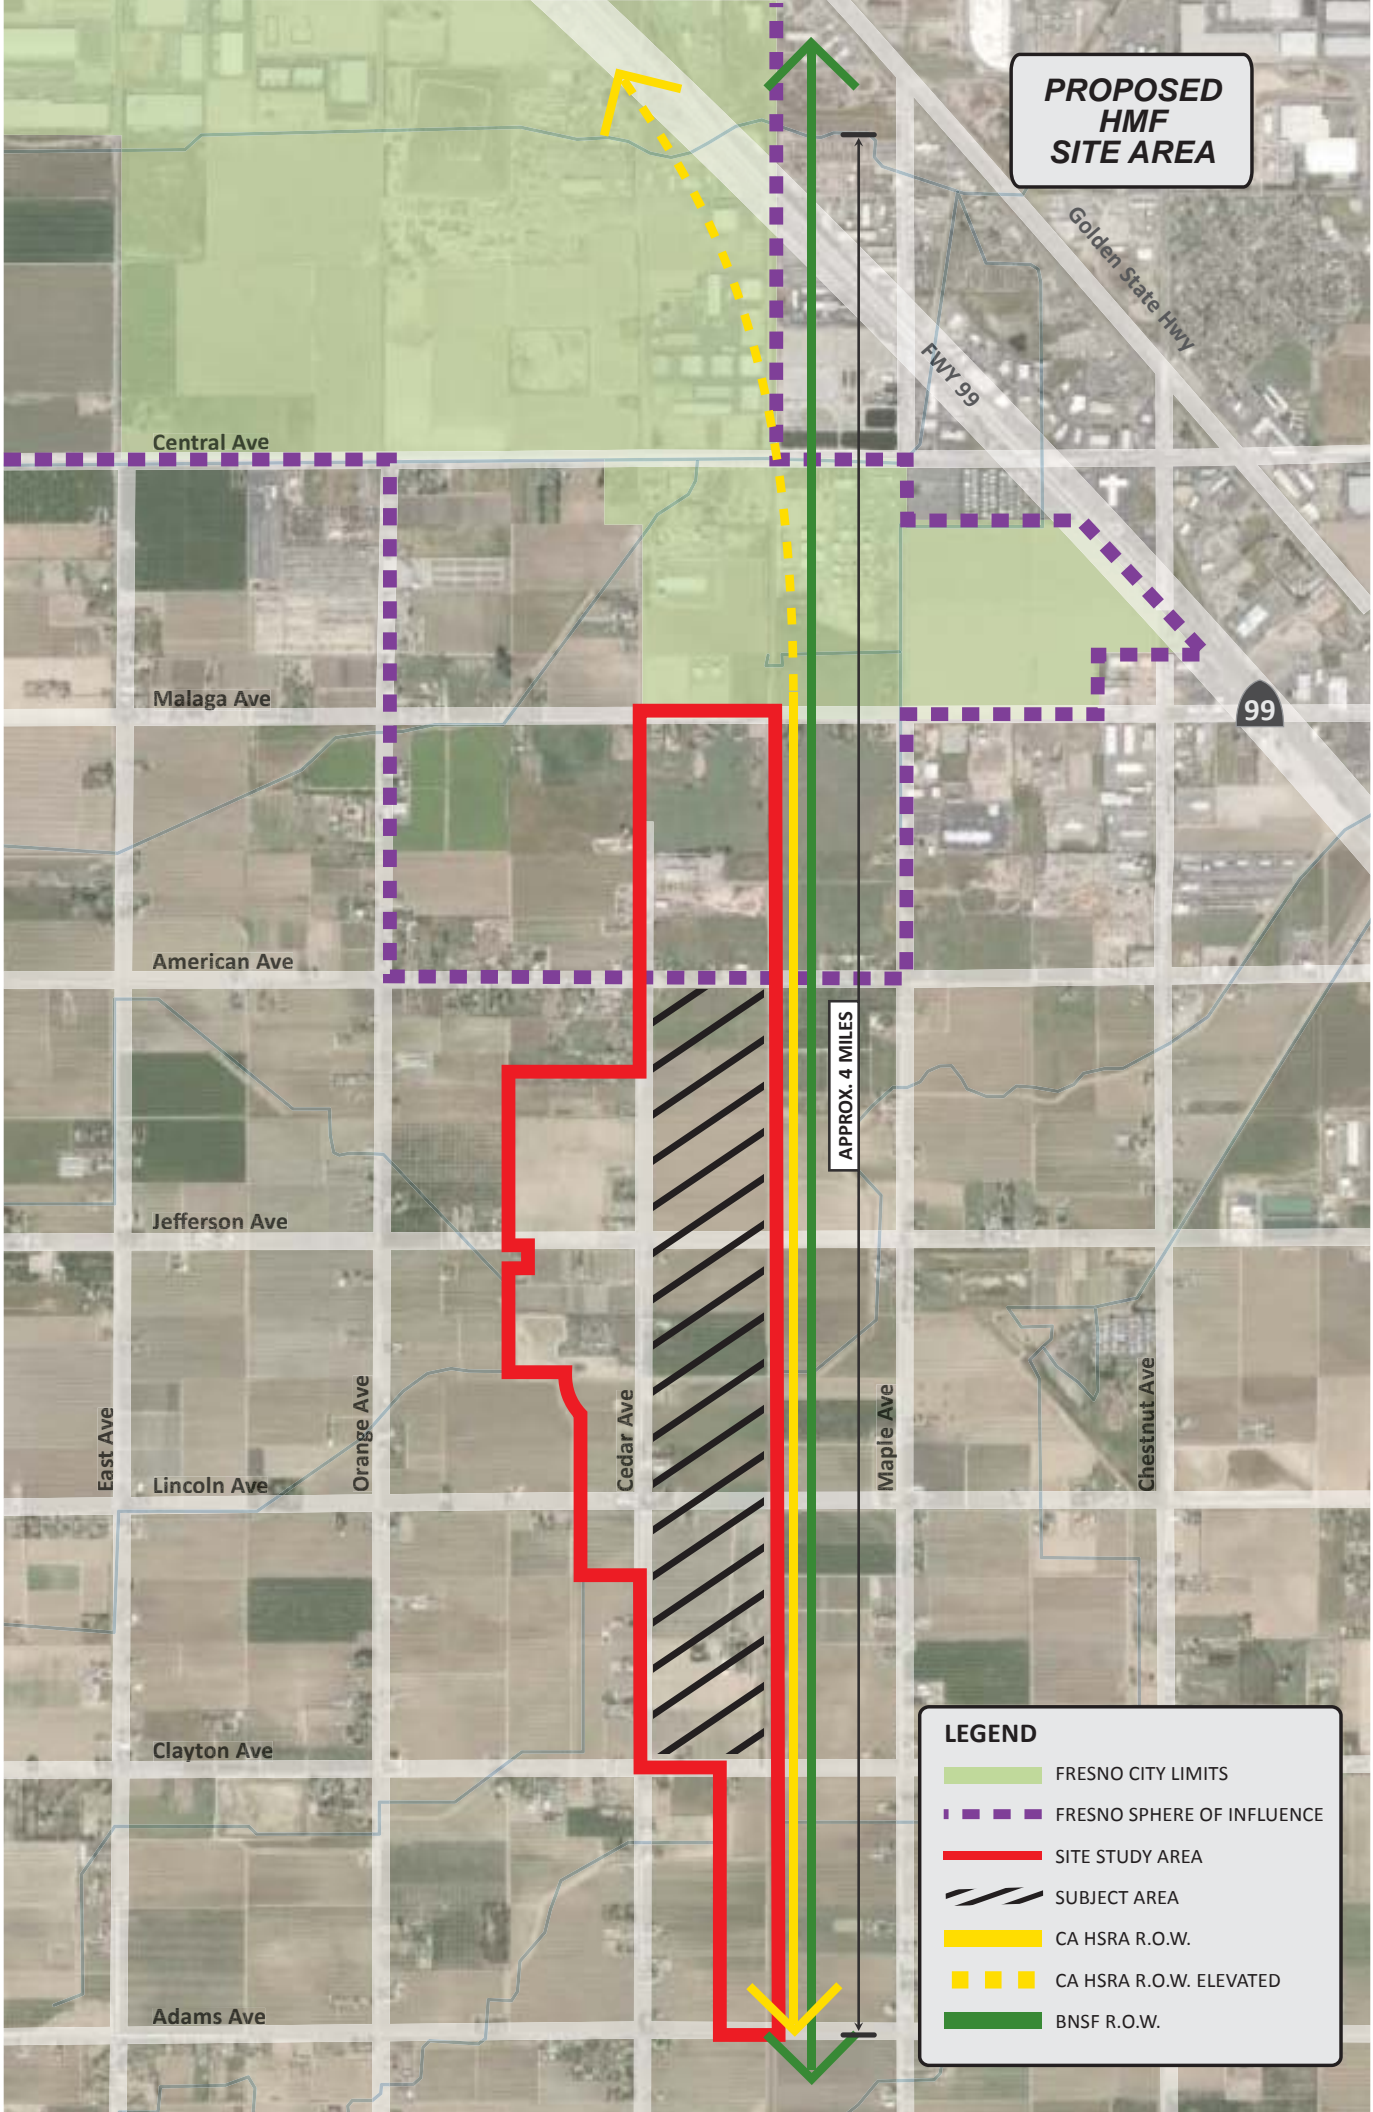 PROPOSED
HMF
SITE AREA
Golden State Hwy
FWY 99
Central Ave
Malaga Ave
99
American Ave
APPROX. 4 MILES
Jefferson Ave
East Ave
Orange Ave
Cedar Ave
Maple Ave
Chestnut Ave
Lincoln Ave
Clayton Ave
Adams Ave
LEGEND
FRESNO CITY LIMITS
FRESNO SPHERE OF INFLUENCE
SITE STUDY AREA
SUBJECT AREA
CA HSRA R.O.W.
CA HSRA R.O.W. ELEVATED
BNSF R.O.W.